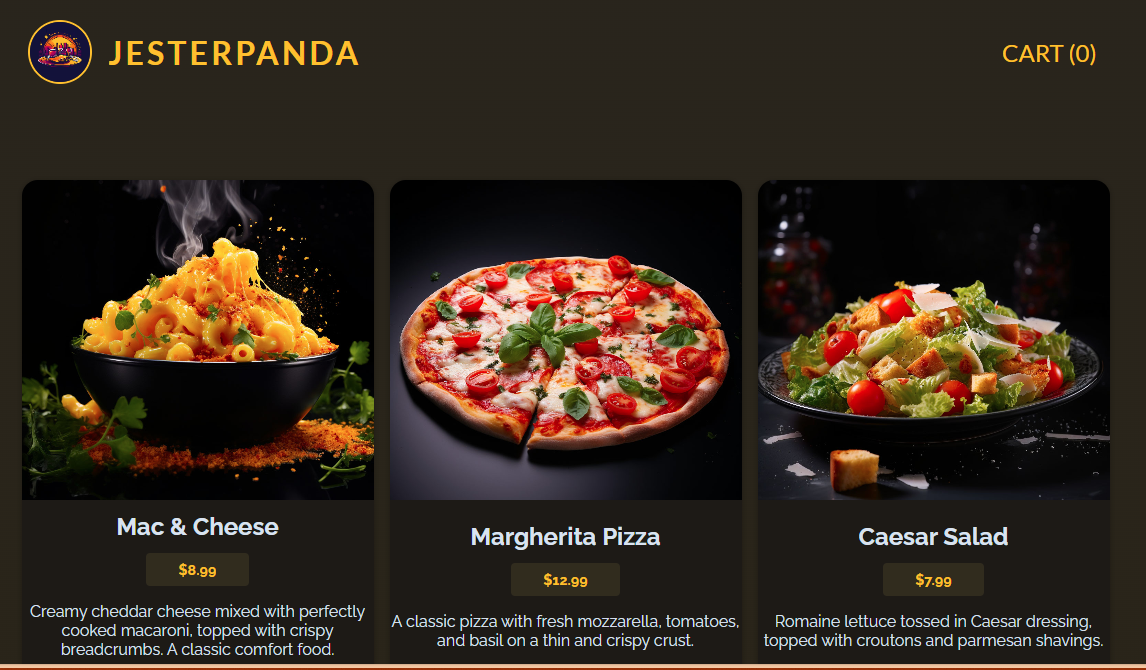 JESTERPANDA
CART (0)
Mac & Cheese
$8.99
Creamy cheddar cheese mixed with perfectly
cooked macaroni, topped with crispy
breadcrumbs. A classic comfort food.
Margherita Pizza
$12.99
A classic pizza with fresh mozzarella, tomatoes,
and basil on a thin and crispy crust.
Caesar Salad
$7.99
Romaine lettuce tossed in Caesar dressing,
topped with croutons and parmesan shavings.